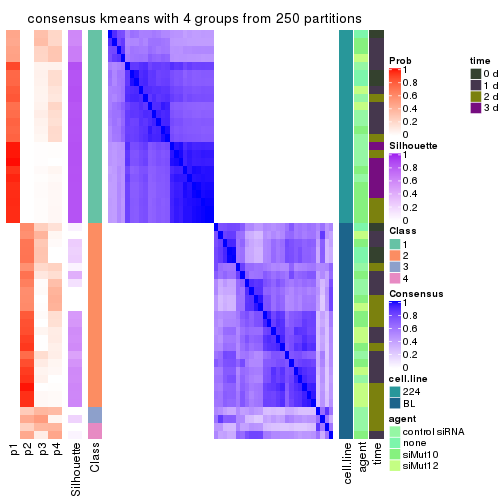 consensus kmeans with 4 groups from 250 partitions
Prob
1
0.8
0.6
0.4
0.2
0
time
0 d
1 d
2 d
3 d
Silhouette
1
0.8
0.6
0.4
0.2
0
Class
1
2
3
4
Consensus
1
0.8
0.6
0.4
0.2
0
cell.line
224
BL
agent
control siRNA
none
siMut10
siMut12
p1
p2
p3
p4
Silhouette
Class
cell.line
agent
time